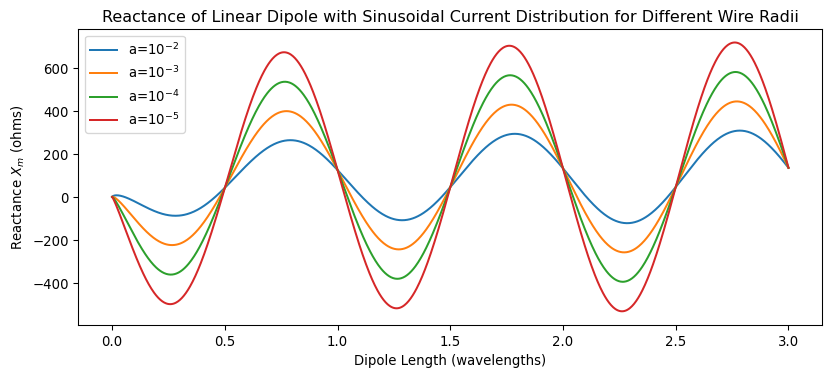 Reactance of Linear Dipole with Sinusoidal Current Distribution for Different Wire Radii
a=10⁻²
a=10⁻³
a=10⁻⁴
a=10⁻⁵
600
400
200
0
−200
−400
Reactance Xₘ (ohms)
0.0 0.5 1.0 1.5 2.0 2.5 3.0
Dipole Length (wavelengths)